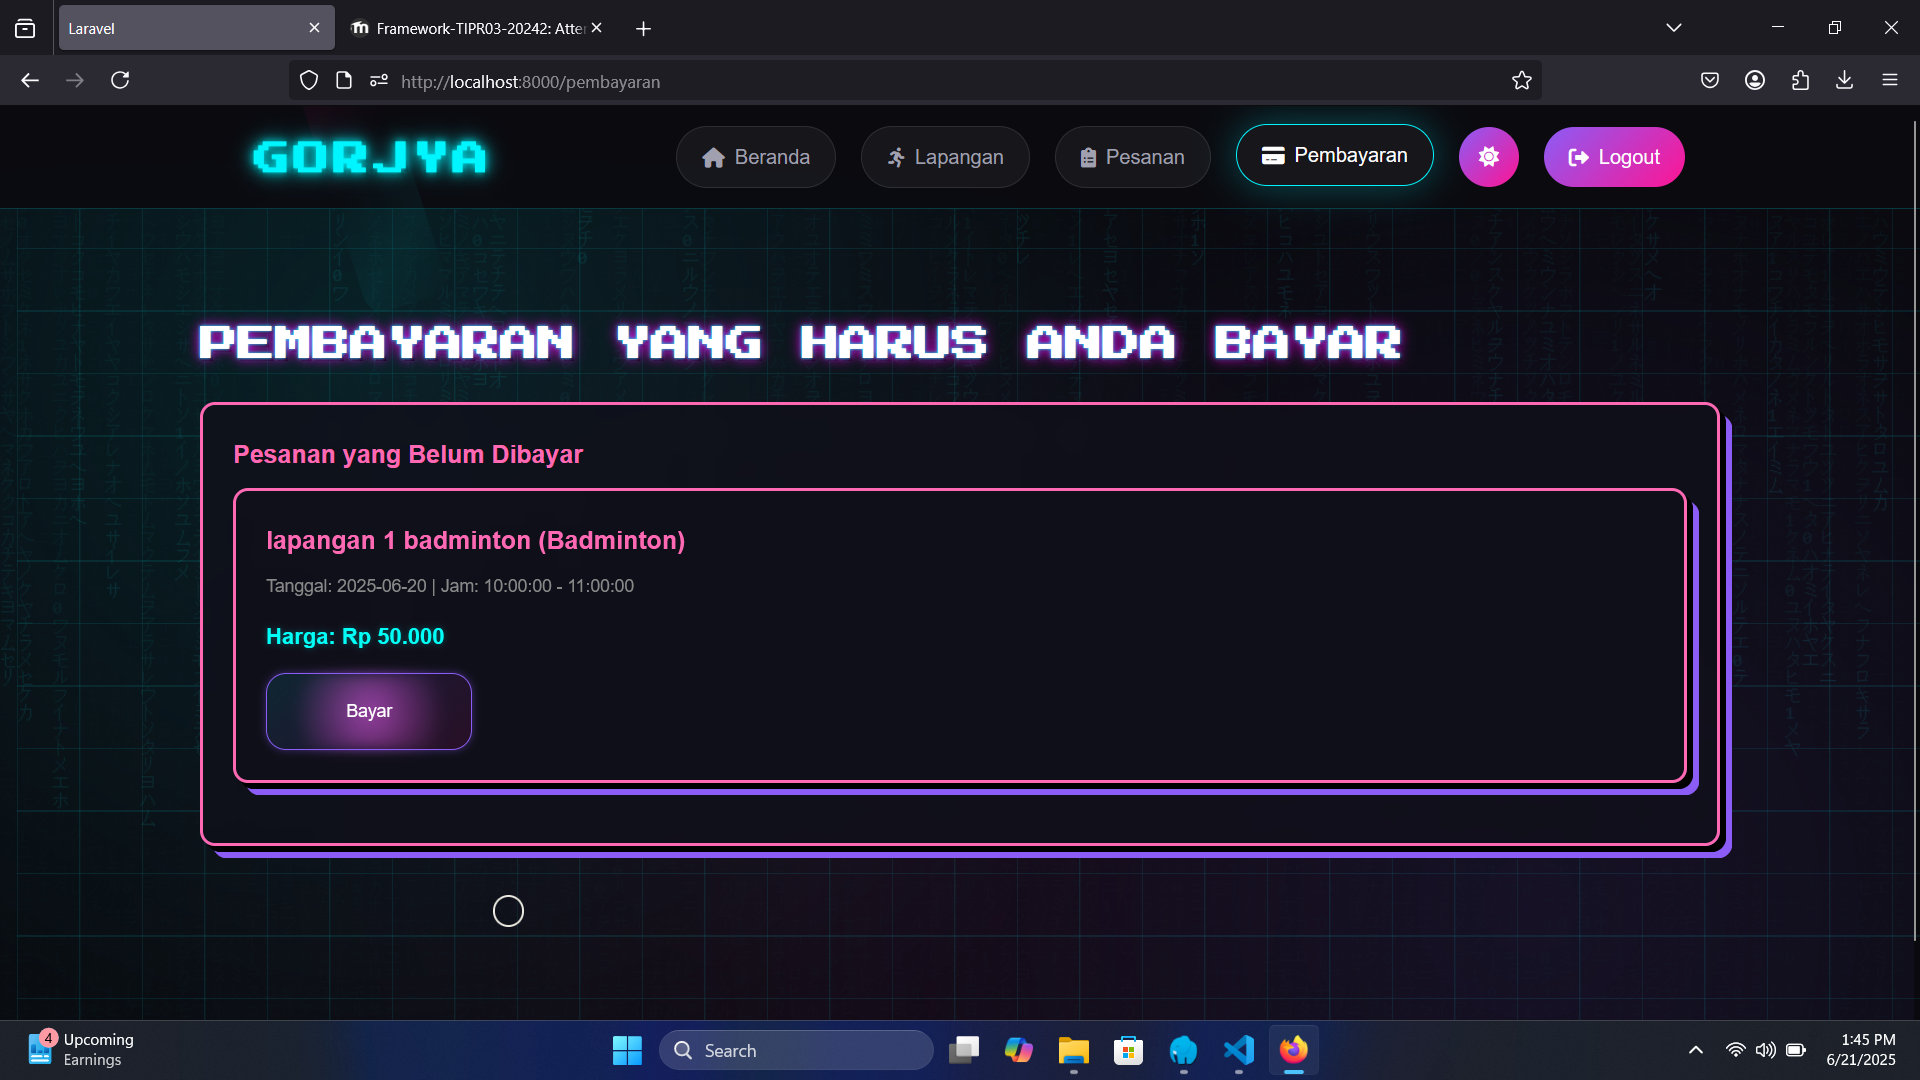 Laravel
Framework-TIPR03-20242: Atte
http://localhost:8000/pembayaran
GORJYA
Beranda
Lapangan
Pesanan
Pembayaran
Logout
PEMBAYARAN YANG HARUS ANDA BAYAR
Pesanan yang Belum Dibayar
lapangan 1 badminton (Badminton)
Tanggal: 2025-06-20 | Jam: 10:00:00 - 11:00:00
Harga: Rp 50.000
Bayar
4
Upcoming
Earnings
Search
1:45 PM
6/21/2025